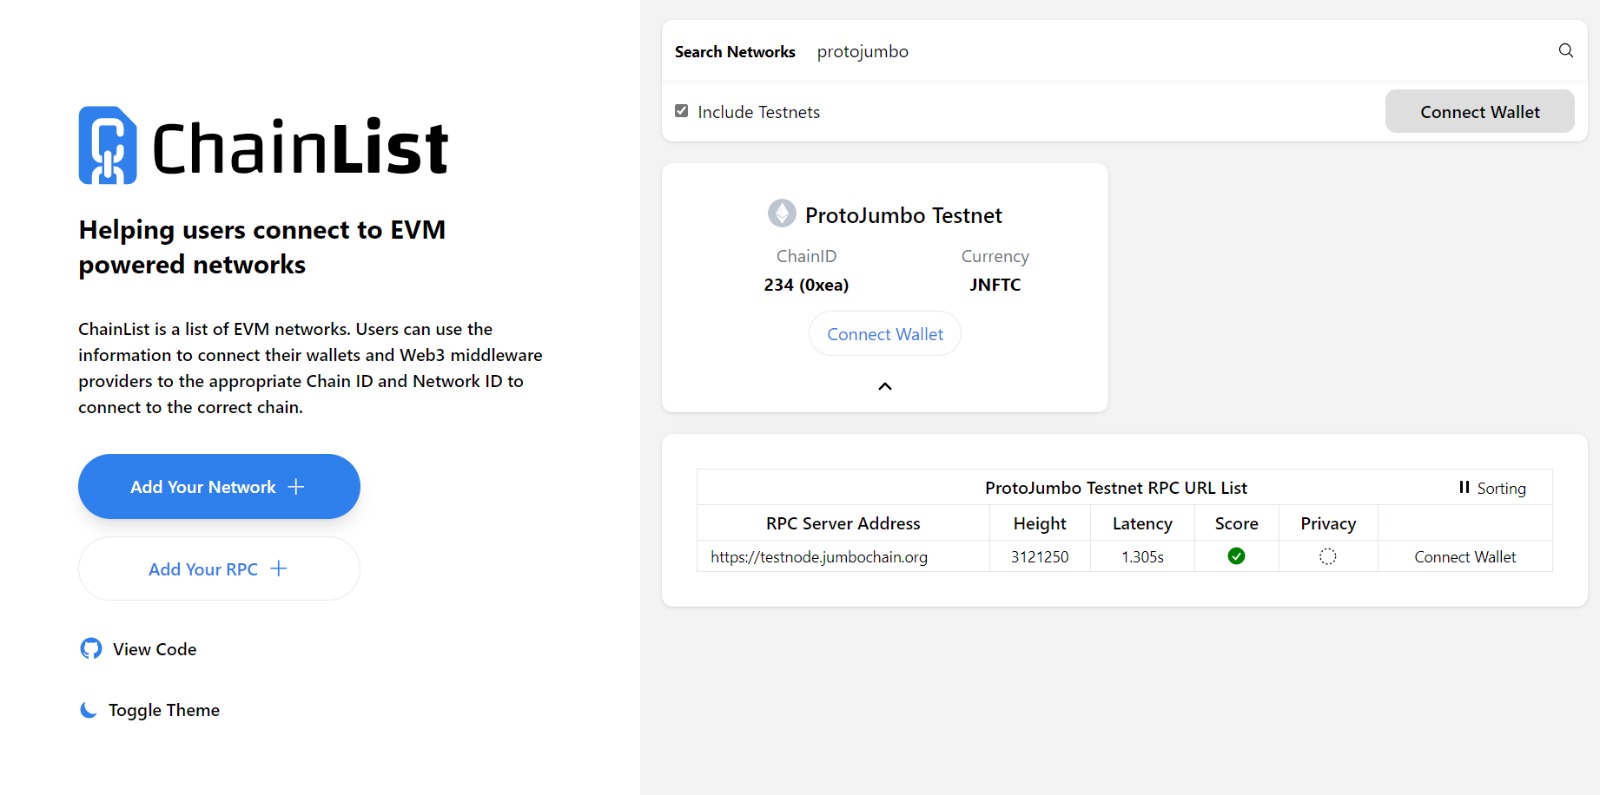 ChainList
Helping users connect to EVM
powered networks
ChainList is a list of EVM networks. Users can use the
information to connect their wallets and Web3 middleware
providers to the appropriate Chain ID and Network ID to
connect to the correct chain.
Add Your Network
Add Your RPC
View Code
Toggle Theme
Search Networks protojumbo
Include Testnets Connect Wallet
ProtoJumbo Testnet
ChainID Currency
234 (0xea) JNFTC
Connect Wallet
ProtoJumbo Testnet RPC URL List Sorting
RPC Server Address Height Latency Score Privacy
https://testnode.jumbochain.org 3121250 1.305s Connect Wallet